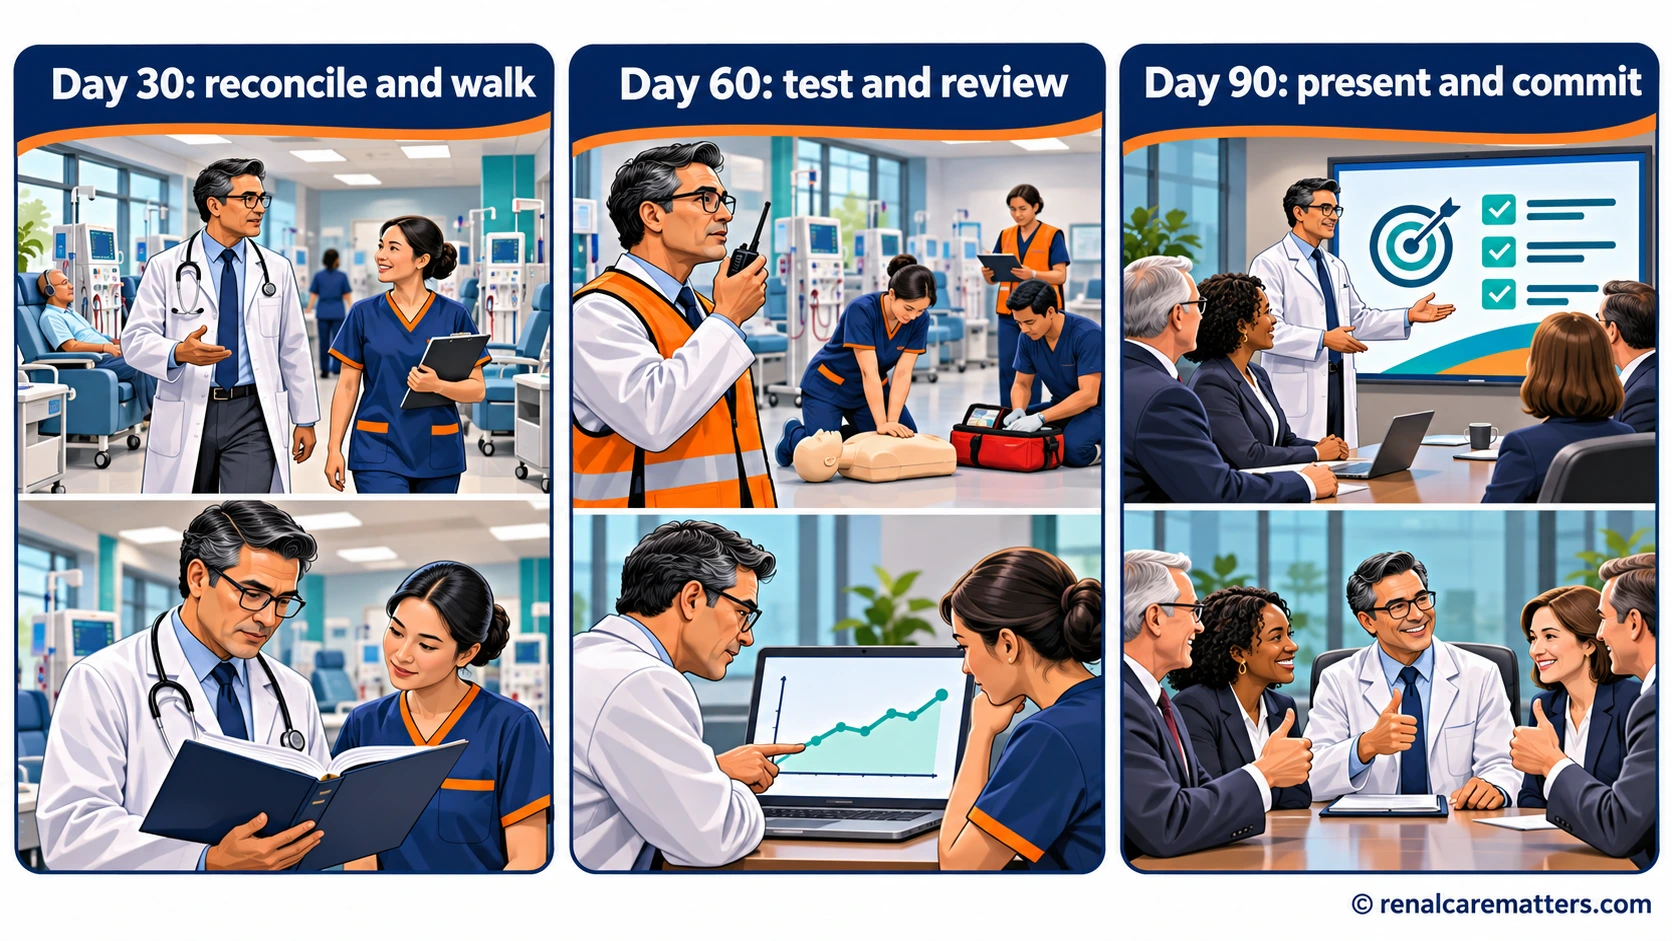 Day 30: reconcile and walk
Day 60: test and review
Day 90: present and commit
© renalcarematters.com